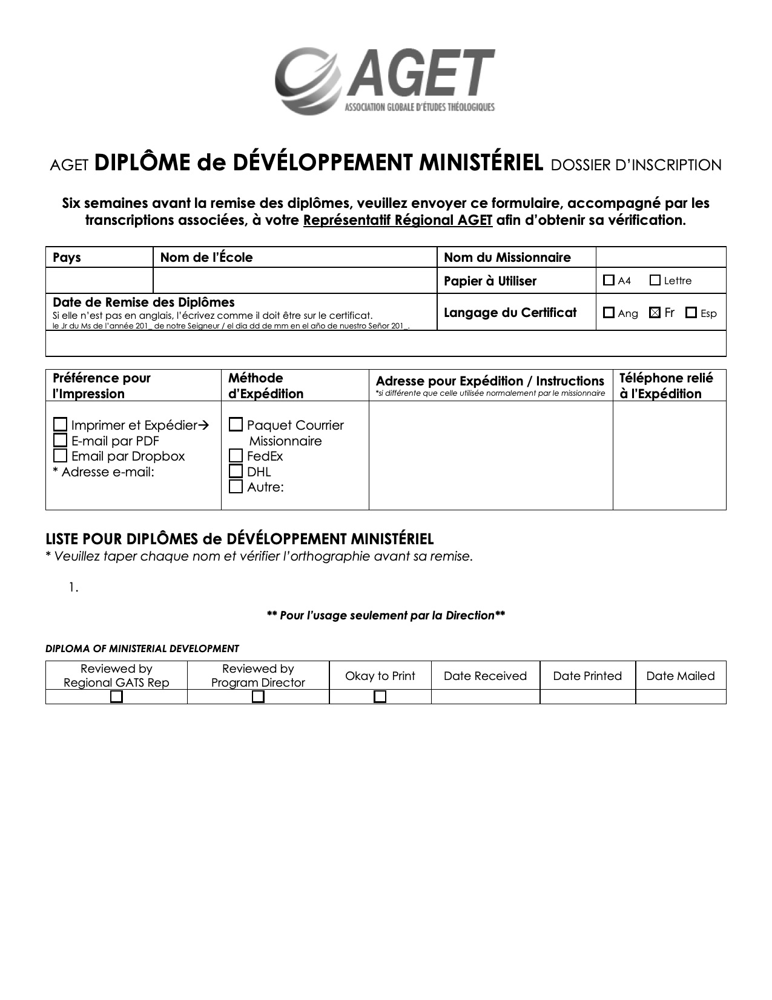 AGET
ASSOCIATION GLOBALE D'ÉTUDES THÉOLOGIQUES
AGET DIPLÔME de DÉVÉLOPPEMENT MINISTÉRIEL DOSSIER D'INSCRIPTION
Six semaines avant la remise des diplômes, veuillez envoyer ce formulaire, accompagné par les
transcriptions associées, à votre Représentatif Régional AGET afin d'obtenir sa vérification.
Pays
Nom de l'École
Nom du Missionnaire
Papier à Utiliser
☐ A4 ☐ Lettre
Date de Remise des Diplômes
Si elle n'est pas en anglais, l'écrivez comme il doit être sur le certificat.
le Jr du Ms de l'année 201_ de notre Seigneur / el dia dd de mm en el año de nuestro Señor 201_.
Langage du Certificat
☐ Ang ☒ Fr ☐ Esp
Préférence pour
l'Impression
Méthode
d'Expédition
Adresse pour Expédition / Instructions
*si différente que celle utilisée normalement par le missionnaire
Téléphone relié
à l'Expédition
☐ Imprimer et Expédier→
☐ E-mail par PDF
☐ Email par Dropbox
* Adresse e-mail:
☐ Paquet Courrier
Missionnaire
☐ FedEx
☐ DHL
☐ Autre:
LISTE POUR DIPLÔMES de DÉVÉLOPPEMENT MINISTÉRIEL
* Veuillez taper chaque nom et vérifier l'orthographie avant sa remise.
1.
** Pour l'usage seulement par la Direction**
DIPLOMA OF MINISTERIAL DEVELOPMENT
Reviewed by
Regional GATS Rep
Reviewed by
Program Director
Okay to Print
Date Received
Date Printed
Date Mailed
☐ ☐ ☐